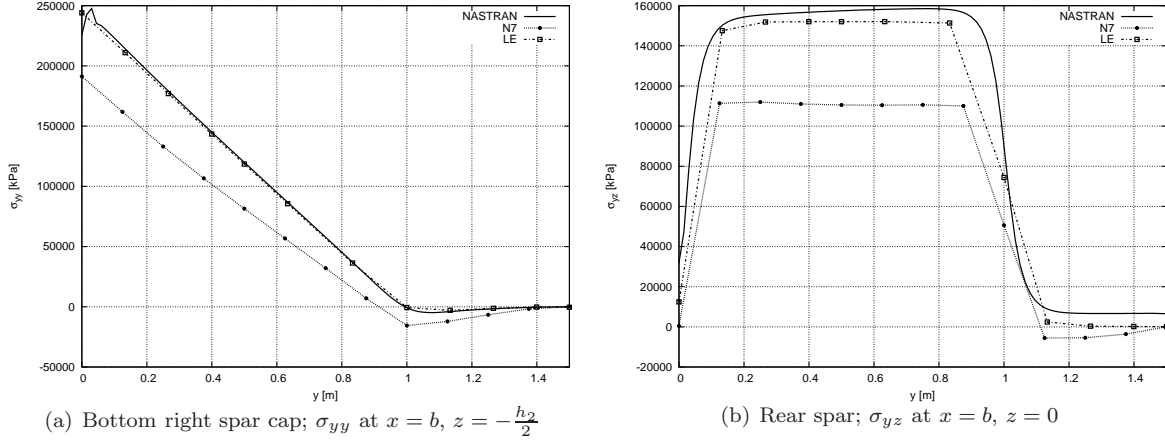 250000
200000
150000
100000
50000
0
-50000
σyy [kPa]
0 0.2 0.4 0.6 0.8 1 1.2 1.4
y [m]
NASTRAN
N7
LE
(a) Bottom right spar cap; σyy at x = b, z = −h2/2
160000
140000
120000
100000
80000
60000
40000
20000
0
-20000
σyz [kPa]
0 0.2 0.4 0.6 0.8 1 1.2 1.4
y [m]
NASTRAN
N7
LE
(b) Rear spar; σyz at x = b, z = 0